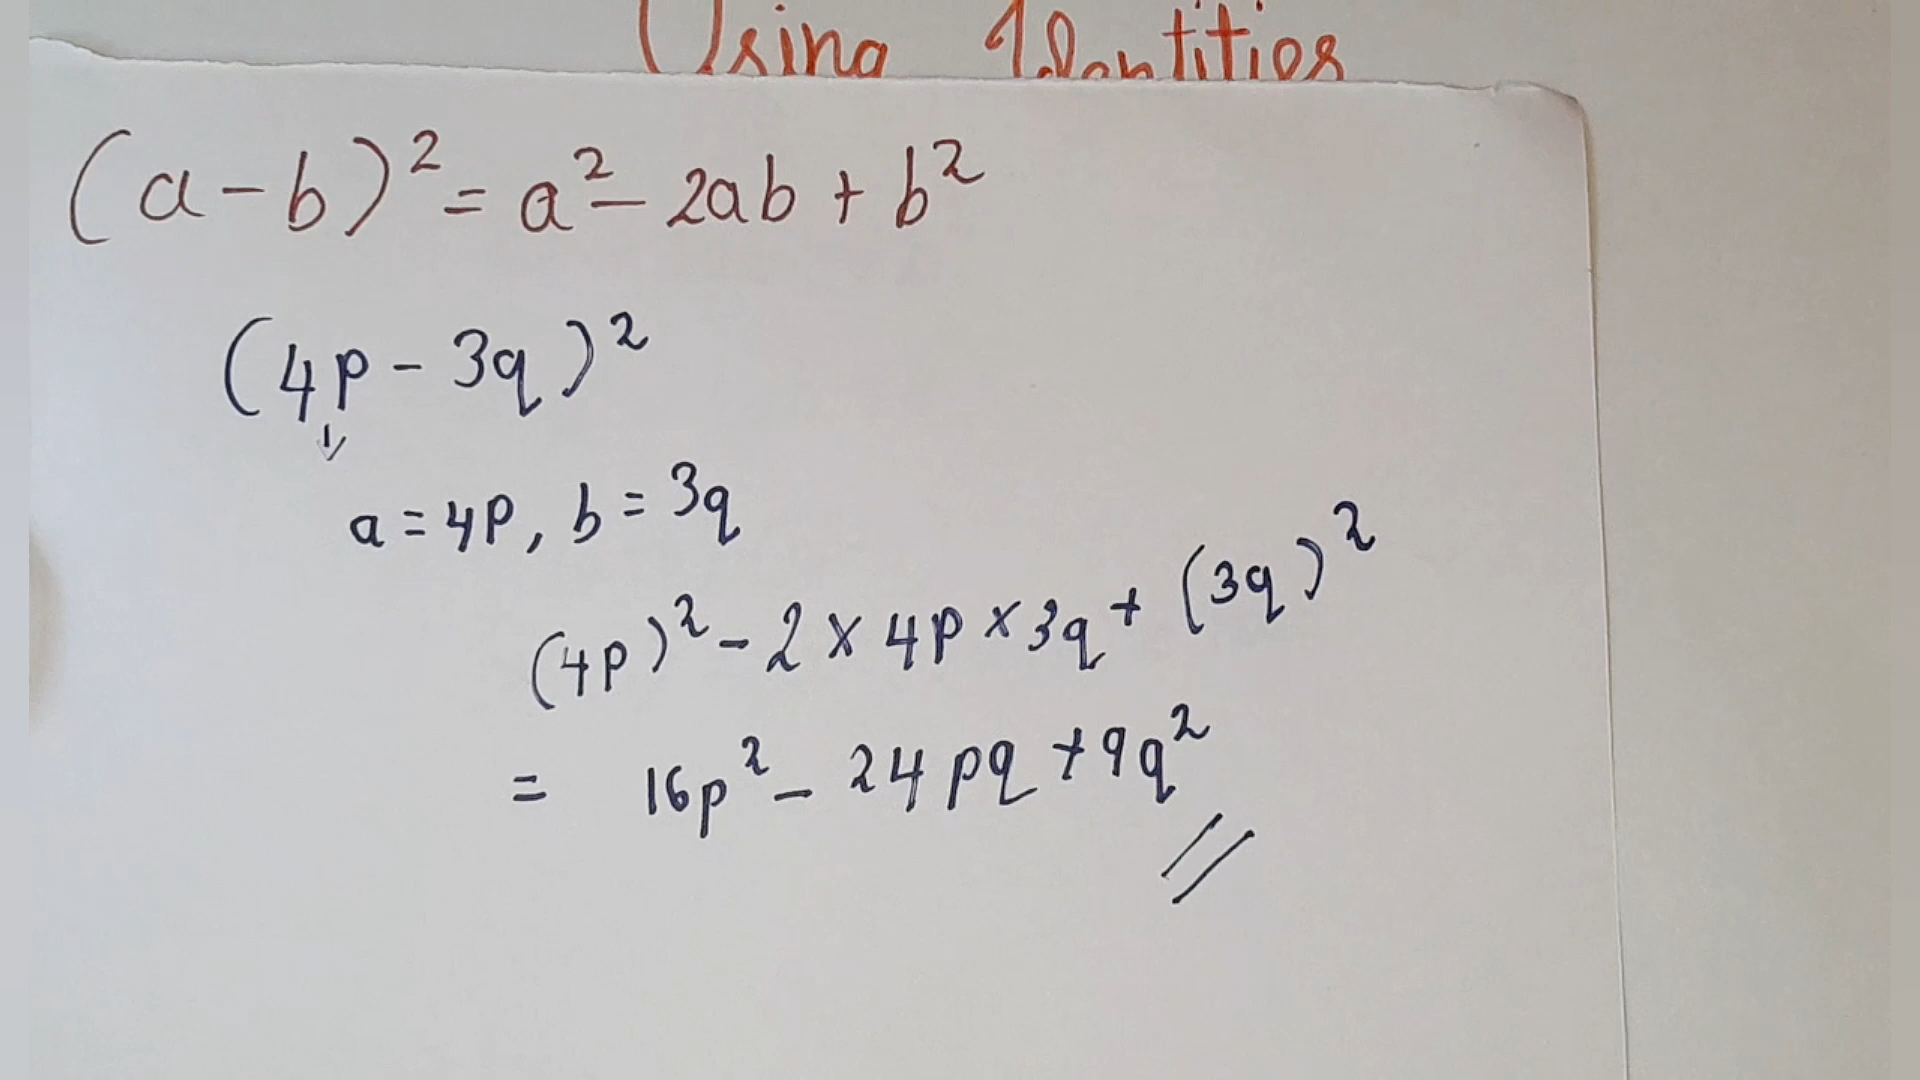 Using Identities
(a-b)² = a² - 2ab + b²
(4p - 3q)²
a = 4p, b = 3q
(4p)² - 2 × 4p × 3q + (3q)²
= 16p² - 24pq + 9q²